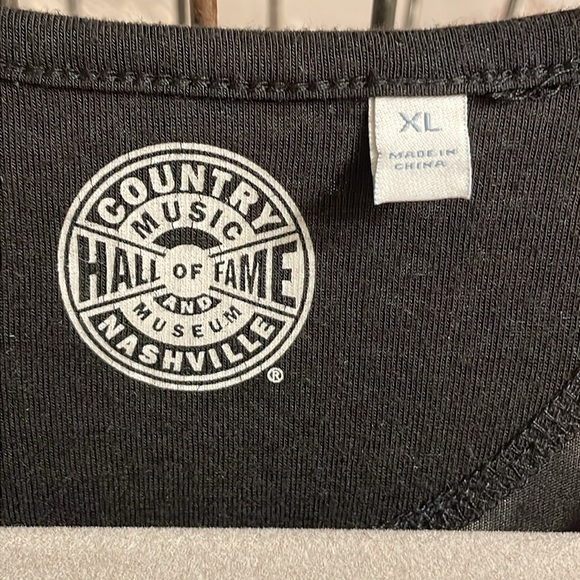 COUNTRY
MUSIC
HALL OF FAME
AND
MUSEUM
NASHVILLE
®
XL
MADE IN
CHINA